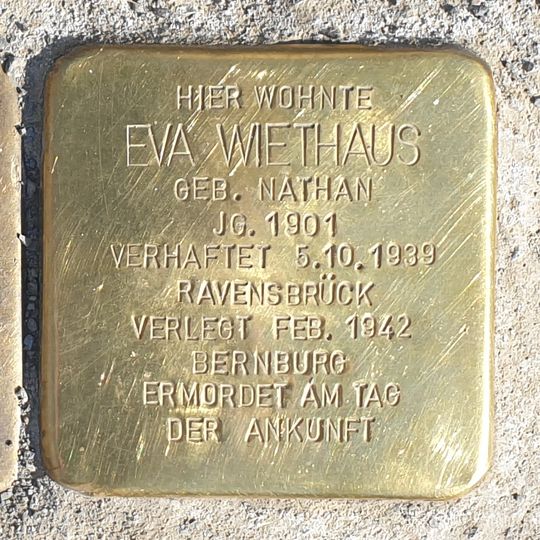 HIER WOHNTE
EVA WIETHAUS
GEB. NATHAN
JG. 1901
VERHAFTET 5.10.1939
RAVENSBRÜCK
VERLEGT FEB. 1942
BERNBURG
ERMORDET AM TAG
DER ANKUNFT